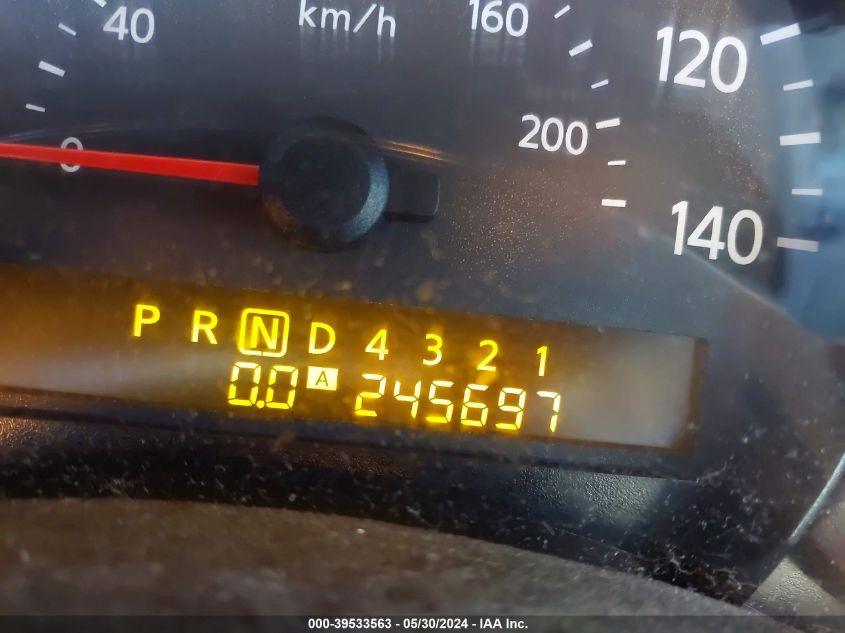 40 km/h 160 120
0 200
140
P R N D 4 3 2 1
0.0 A 245697
000-39533563 - 05/30/2024 - IAA Inc.